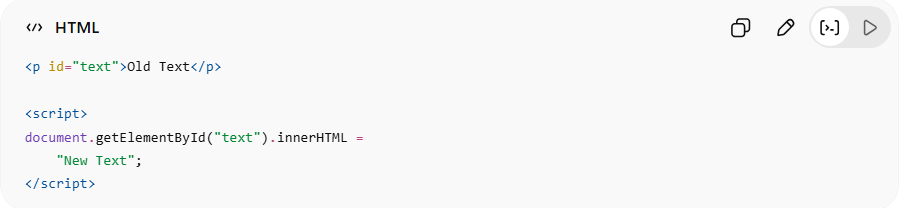 HTML
<p id="text">Old Text</p>
<script>
document.getElementById("text").innerHTML =
    "New Text";
</script>